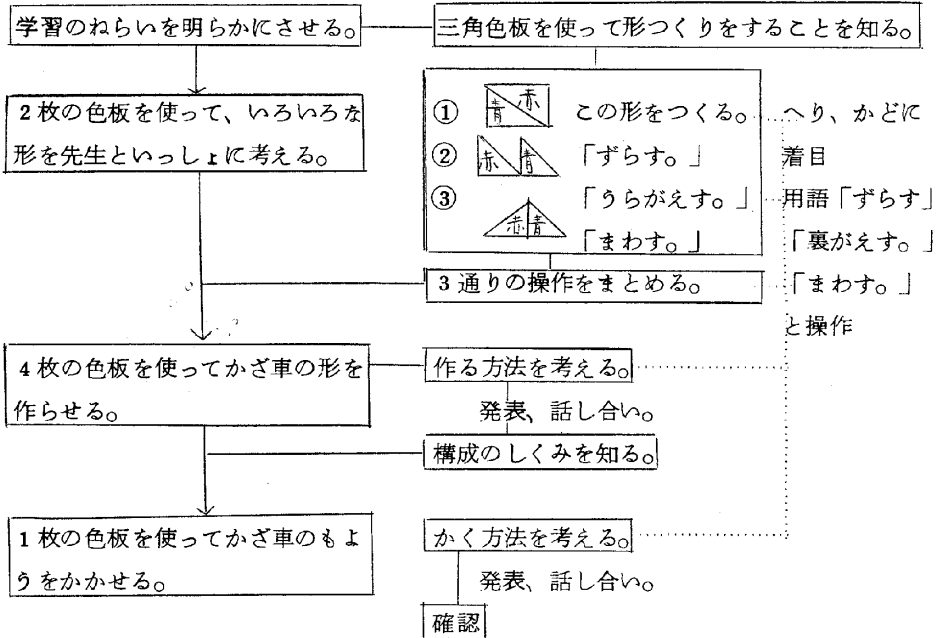 学習のねらいを明らかにさせる。
三角色板を使って形つくりをすることを知る。
2枚の色板を使って、いろいろな
形を先生といっしょに考える。
① 青 赤 この形をつくる。
② 赤 青 「ずらす。」
③ 「うらがえす。」
赤 青 「まわす。」
へり、かどに
着目
用語「ずらす」
「裏がえす。」
「まわす。」
と操作
3通りの操作をまとめる。
4枚の色板を使ってかざ車の形を
作らせる。
作る方法を考える。
発表、話し合い。
構成のしくみを知る。
1枚の色板を使ってかざ車のもよ
うをかかせる。
かく方法を考える。
発表、話し合い。
確認